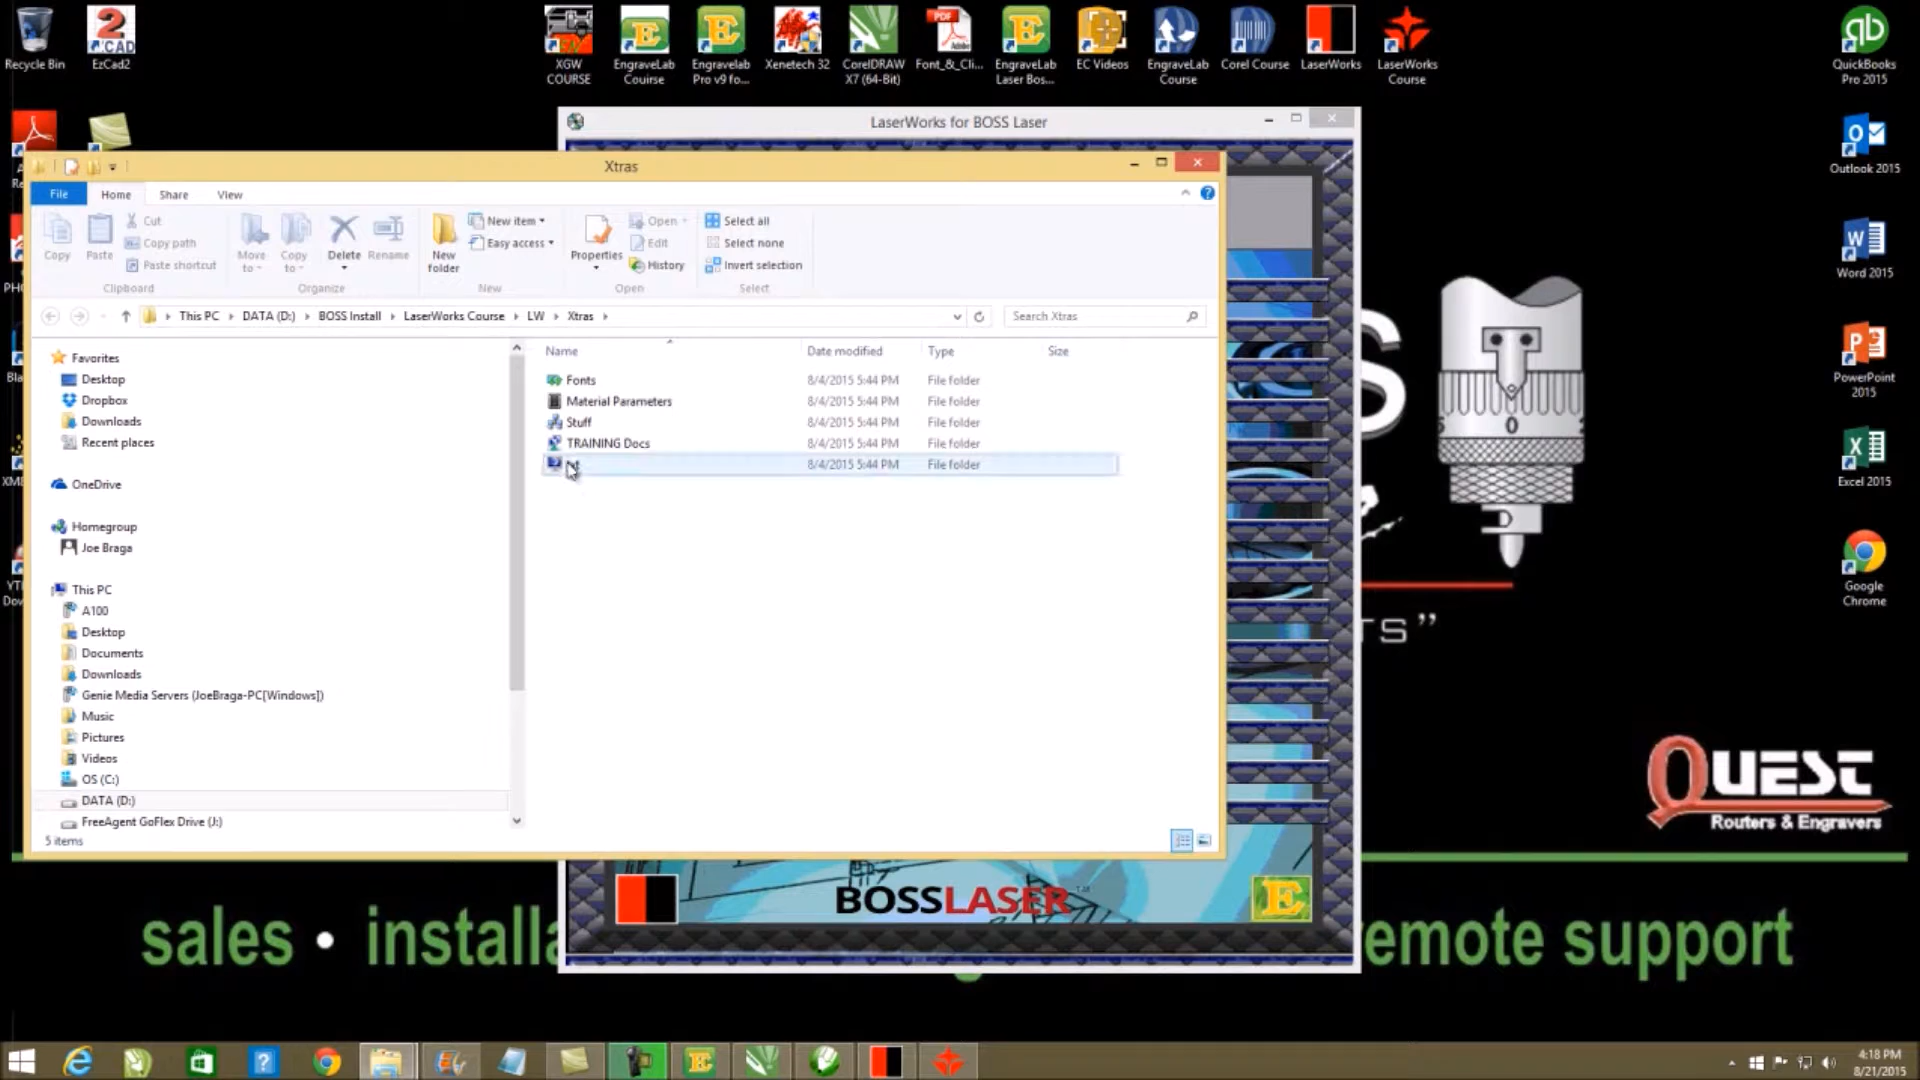 Recycle Bin
EzCad2
XGW COURSE
EngraveLab Course
Engravelab Pro v9 fo...
Xenetech 32
CorelDRAW X7 (64-Bit)
Font_&_Cli...
EngraveLab Laser Bos...
EC Videos
EngraveLab Course
Corel Course
LaserWorks
LaserWorks Course
QuickBooks Pro 2015
Outlook 2015
Word 2015
PowerPoint 2015
Excel 2015
Google Chrome
LaserWorks for BOSS Laser
Xtras
File
Home
Share
View
Copy
Paste
Cut
Copy path
Paste shortcut
Clipboard
Move to
Copy to
Delete
Rename
Organize
New folder
New item
Easy access
New
Properties
Open
Edit
History
Open
Select all
Select none
Invert selection
Select
This PC
DATA (D:)
BOSS Install
LaserWorks Course
LW
Xtras
Search Xtras
Name
Date modified
Type
Size
Fonts 8/4/2015 5:44 PM File folder
Material Parameters 8/4/2015 5:44 PM File folder
Stuff 8/4/2015 5:44 PM File folder
TRAINING Docs 8/4/2015 5:44 PM File folder
8/4/2015 5:44 PM File folder
Favorites
Desktop
Dropbox
Downloads
Recent places
OneDrive
Homegroup
Joe Braga
This PC
A100
Desktop
Documents
Downloads
Genie Media Servers (JoeBraga-PC[Windows])
Music
Pictures
Videos
OS (C:)
DATA (D:)
FreeAgent GoFlex Drive (J:)
5 items
BOSSLASER™
QUEST
Routers & Engravers
sales • installa
remote support
4:18 PM
8/21/2015